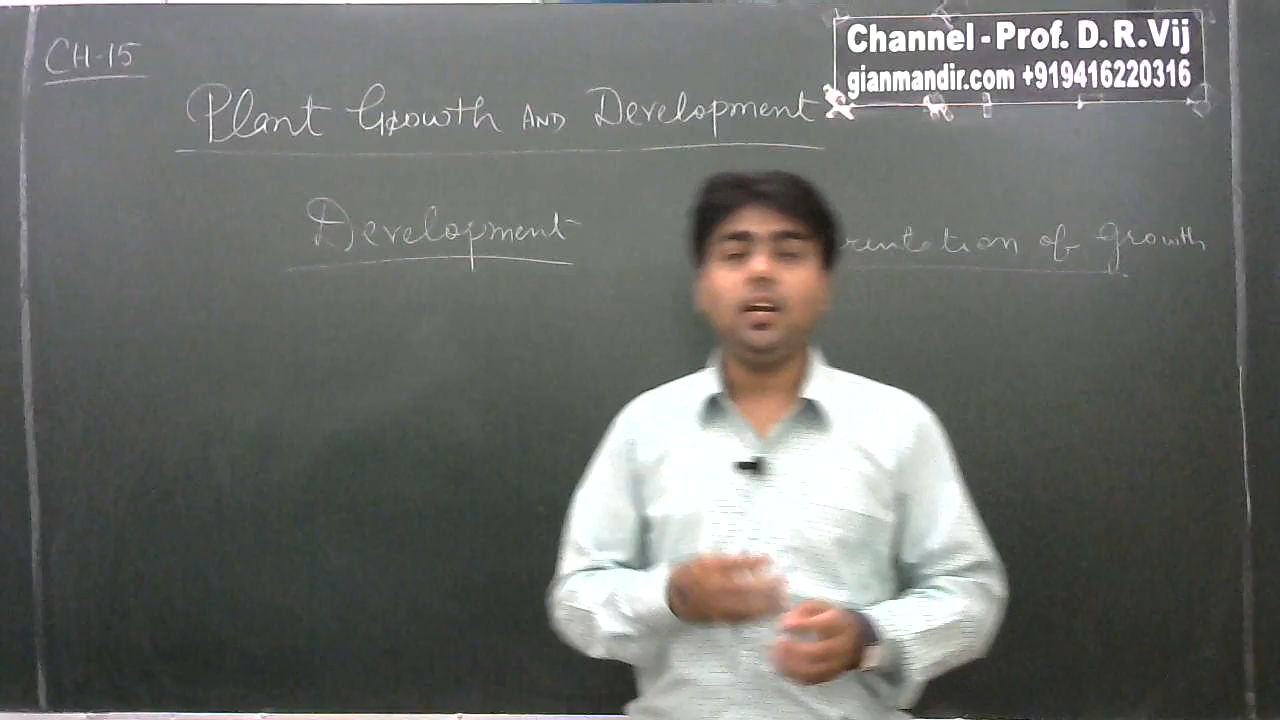 CH-15
Channel - Prof. D. R. Vij
gianmandir.com +919416220316
Plant Growth AND Development
Development
of growth